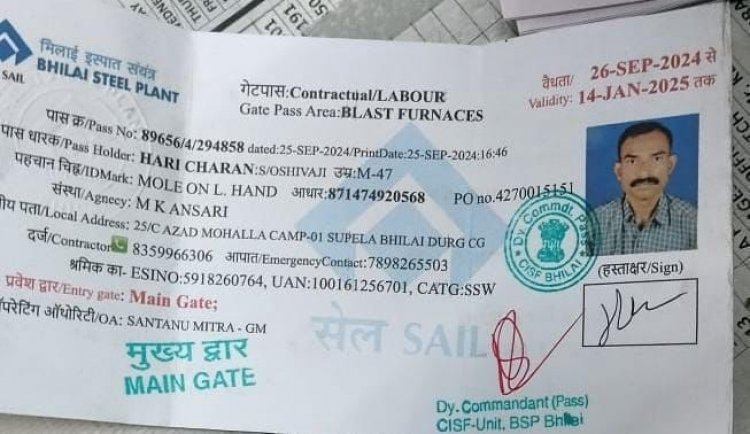 SAIL
भिलाई इस्पात संयंत्र
BHILAI STEEL PLANT
गेटपास:Contractual/LABOUR
Gate Pass Area:BLAST FURNACES
वैधता/ 26-SEP-2024 से
Validity: 14-JAN-2025 तक
पास क्र/Pass No: 89656/4/294858 dated:25-SEP-2024/PrintDate:25-SEP-2024:16:46
पास धारक/Pass Holder: HARI CHARAN:S/OSHIVAJI उम्र:M-47
पहचान चिह्न/IDMark: MOLE ON L. HAND आधार:871474920568 PO no.4270015151
संस्था/Agnecy: M K ANSARI
पता/Local Address: 25/C AZAD MOHALLA CAMP-01 SUPELA BHILAI DURG CG
दर्ज/Contractor 8359966306 आपात/EmergencyContact:7898265503
श्रमिक का- ESINO:5918260764, UAN:100161256701, CATG:SSW
प्रवेश द्वार/Entry gate: Main Gate;
ऑथोरिटी/OA: SANTANU MITRA - GM
मुख्य द्वार
MAIN GATE
सेल SAIL
Dy. Commdt. Pass
CISF BHILAI
(हस्ताक्षर/Sign)
Dy. Commandant (Pass)
CISF-Unit, BSP Bhilai